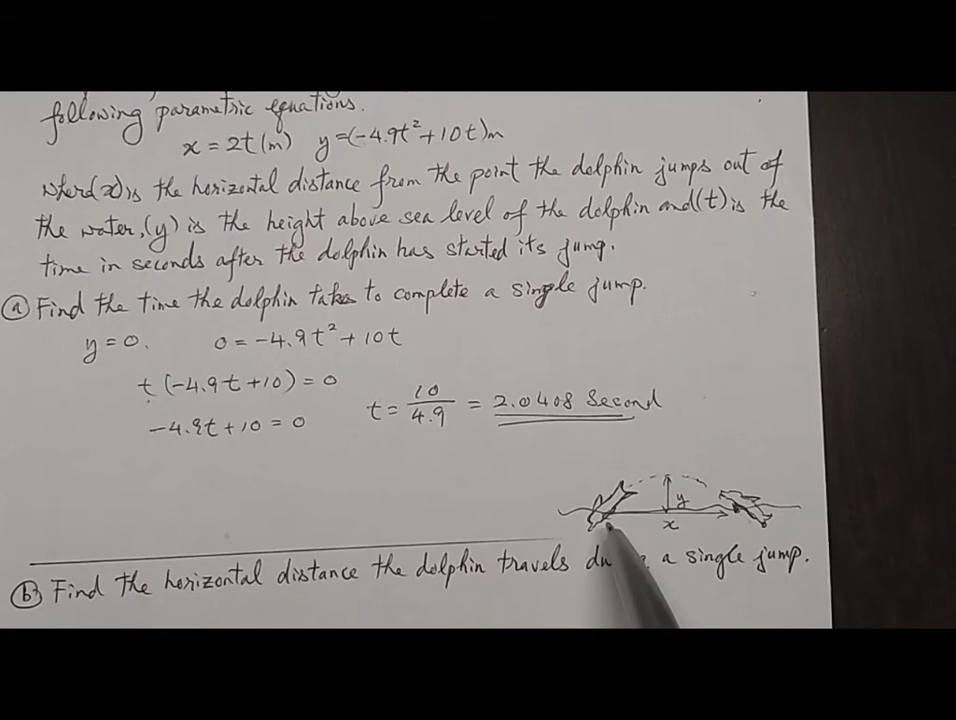 following parametric equations.
x = 2t (m) y = (-4.9t² + 10t) m
(x) is the horizontal distance from the point the dolphin jumps out of
the water, (y) is the height above sea level of the dolphin and (t) is the
time in seconds after the dolphin has started its jump.
(a) Find the time the dolphin takes to complete a single jump.
y = 0. 0 = -4.9t² + 10t
t (-4.9t + 10) = 0
-4.9t + 10 = 0 t = 10/4.9 = 2.0408 Second
y
x
(b) Find the horizontal distance the dolphin travels a single jump.